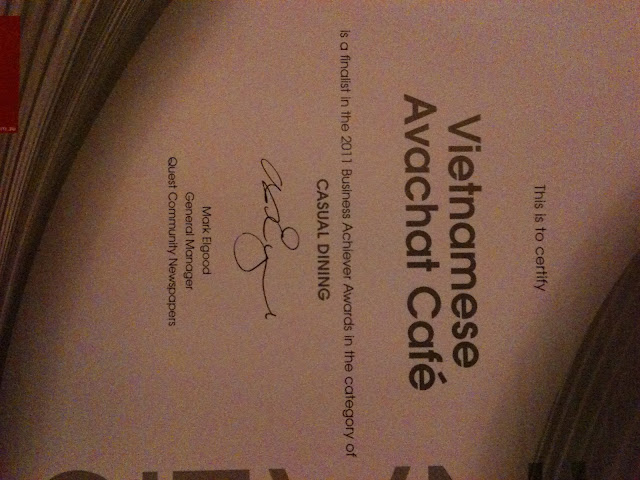 This is to certify
Vietnamese
Avachat Café
is a finalist in the 2011 Business Achiever Awards in the category of
CASUAL DINING
Mark Elgood
General Manager
Quest Community Newspapers